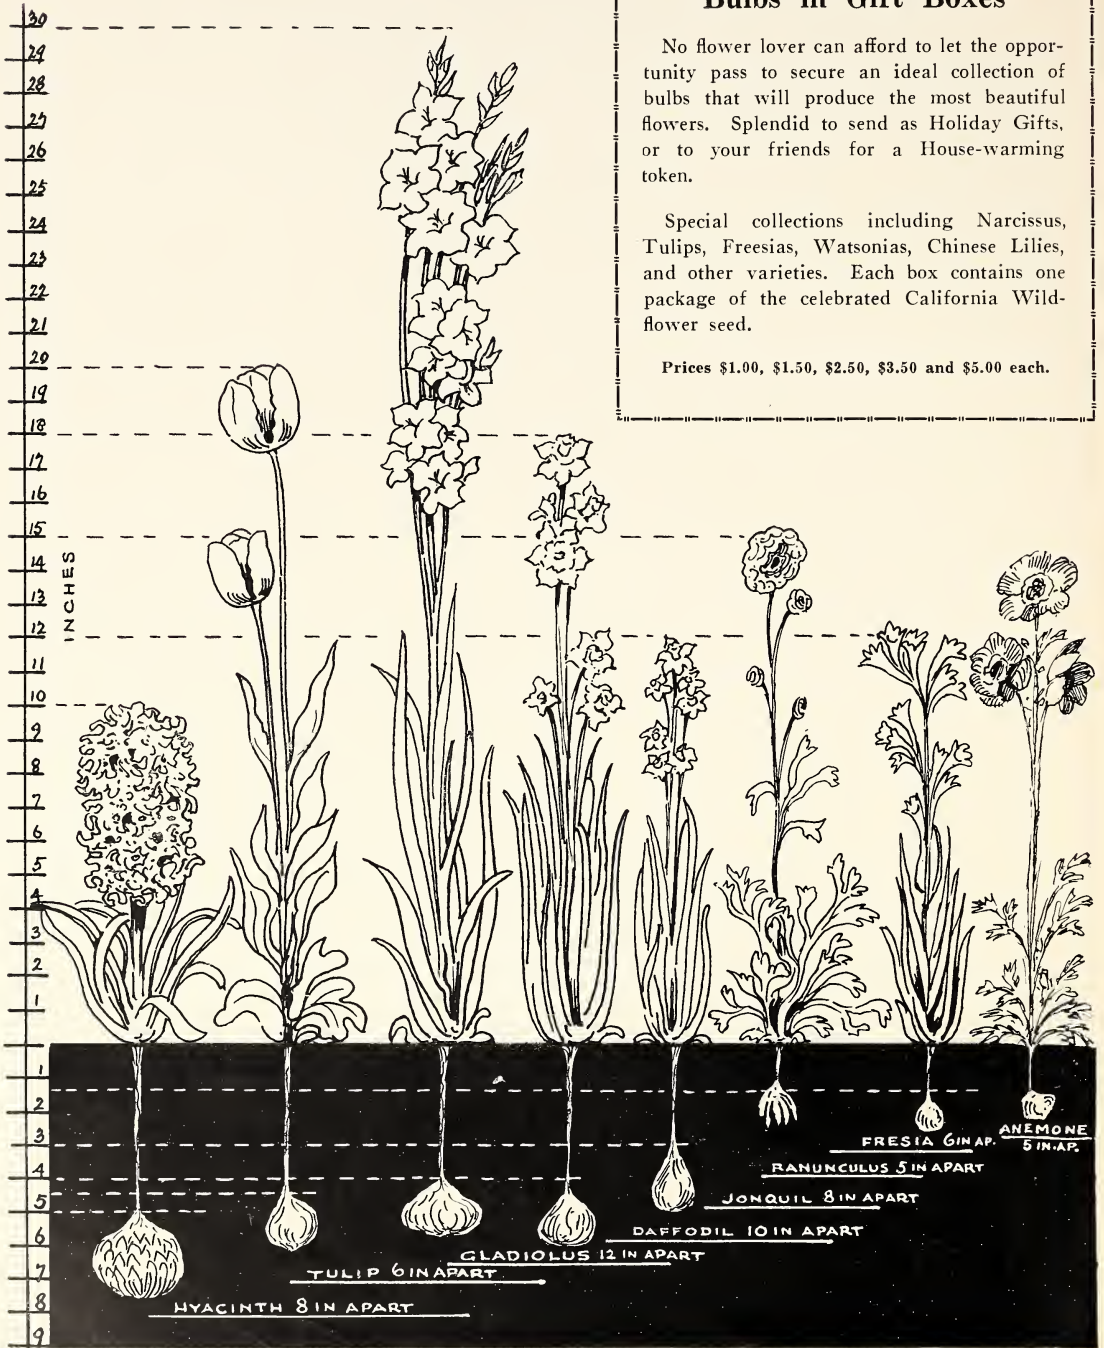 Bulbs in Gift Boxes
No flower lover can afford to let the oppor-
tunity pass to secure an ideal collection of
bulbs that will produce the most beautiful
flowers. Splendid to send as Holiday Gifts,
or to your friends for a House-warming
token.
Special collections including Narcissus,
Tulips, Freesias, Watsonias, Chinese Lilies,
and other varieties. Each box contains one
package of the celebrated California Wild-
flower seed.
Prices $1.00, $1.50, $2.50, $3.50 and $5.00 each.
30
29
28
27
26
25
24
23
22
21
20
19
18
17
16
15
14
13
12
11
10
9
8
7
6
5
4
3
2
1
INCHES
1
2
3
4
5
6
7
8
9
ANEMONE
5 IN. AP.
FRESIA 6 IN AP.
RANUNCULUS 5 IN APART
JONQUIL 8 IN APART
DAFFODIL 10 IN APART
GLADIOLUS 12 IN APART
TULIP 6 IN APART
HYACINTH 8 IN APART